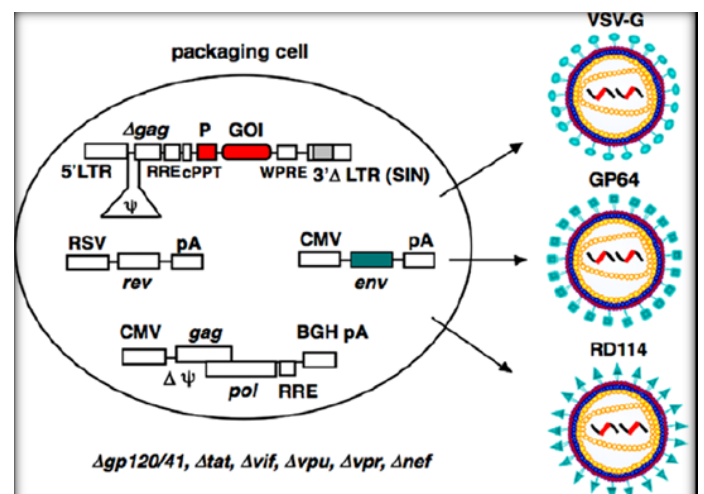 packaging cell
Δgag P GOI
5'LTR RRE cPPT WPRE 3'Δ LTR (SIN)
ψ
RSV pA
rev
CMV pA
env
CMV gag BGH pA
Δ ψ pol RRE
Δgp120/41, Δtat, Δvif, Δvpu, Δvpr, Δnef
VSV-G
GP64
RD114